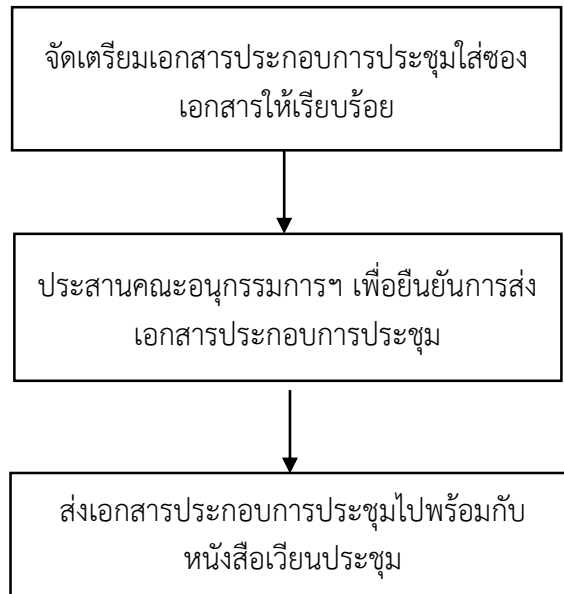 จัดเตรียมเอกสารประกอบการประชุมใส่ซอง
เอกสารให้เรียบร้อย
ประสานคณะอนุกรรมการฯ เพื่อยืนยันการส่ง
เอกสารประกอบการประชุม
ส่งเอกสารประกอบการประชุมไปพร้อมกับ
หนังสือเวียนประชุม